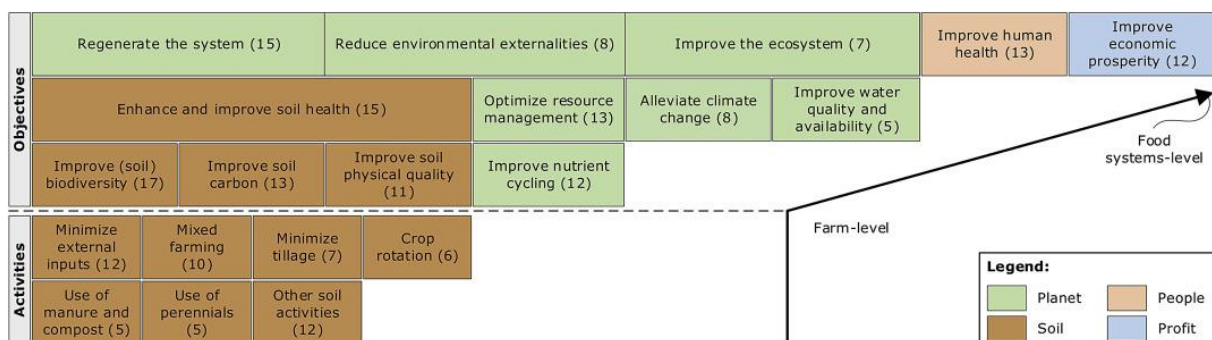 Objectives
Regenerate the system (15)
Reduce environmental externalities (8)
Improve the ecosystem (7)
Improve human
health (13)
Improve
economic
prosperity (12)
Enhance and improve soil health (15)
Optimize resource
management (13)
Alleviate climate
change (8)
Improve water
quality and
availability (5)
Improve (soil)
biodiversity (17)
Improve soil
carbon (13)
Improve soil
physical quality
(11)
Improve nutrient
cycling (12)
Food
systems-level
Farm-level
Activities
Minimize
external
inputs (12)
Mixed
farming
(10)
Minimize
tillage (7)
Crop
rotation (6)
Use of
manure and
compost (5)
Use of
perennials
(5)
Other soil
activities
(12)
Legend:
Planet
People
Soil
Profit